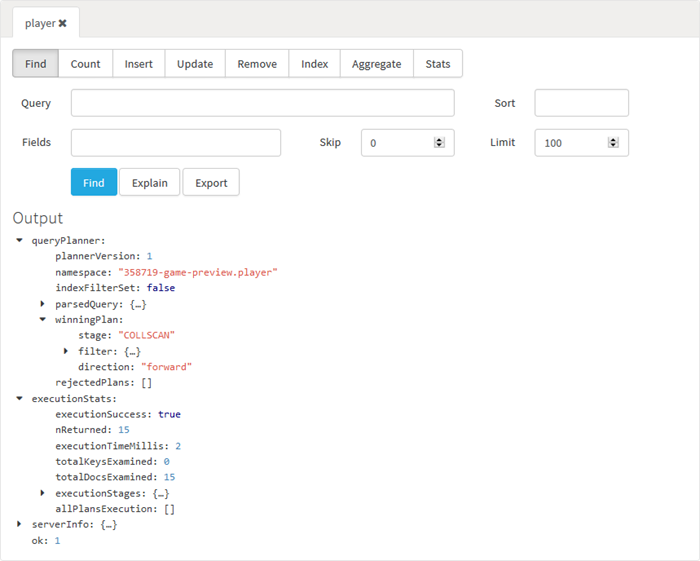 player ✖
Find Count Insert Update Remove Index Aggregate Stats
Query Sort
Fields Skip 0 Limit 100
Find Explain Export
Output
queryPlanner:
plannerVersion: 1
namespace: "358719-game-preview.player"
indexFilterSet: false
parsedQuery: {…}
winningPlan:
stage: "COLLSCAN"
filter: {…}
direction: "forward"
rejectedPlans: []
executionStats:
executionSuccess: true
nReturned: 15
executionTimeMillis: 2
totalKeysExamined: 0
totalDocsExamined: 15
executionStages: {…}
allPlansExecution: []
serverInfo: {…}
ok: 1